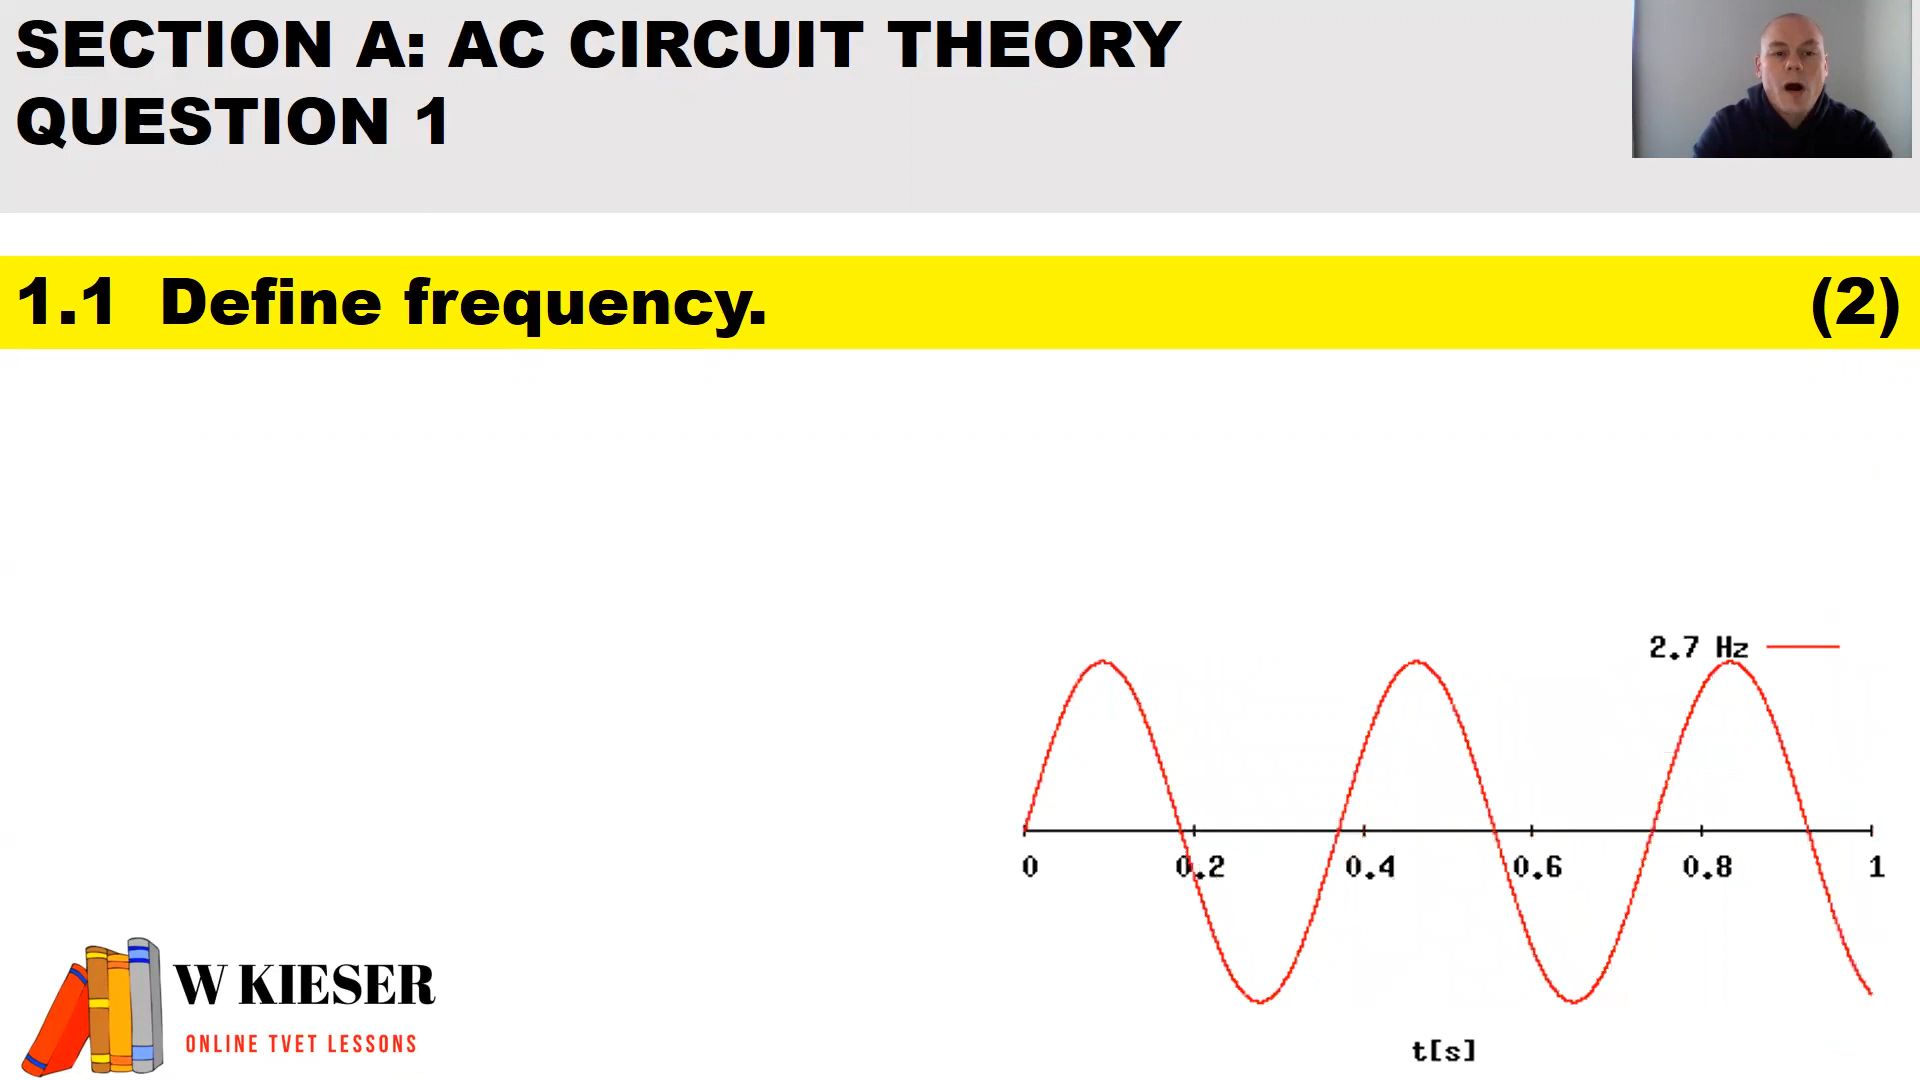 SECTION A: AC CIRCUIT THEORY
QUESTION 1
1.1 Define frequency. (2)
2.7 Hz
0 0.2 0.4 0.6 0.8 1
t[s]
W KIESER
ONLINE TVET LESSONS